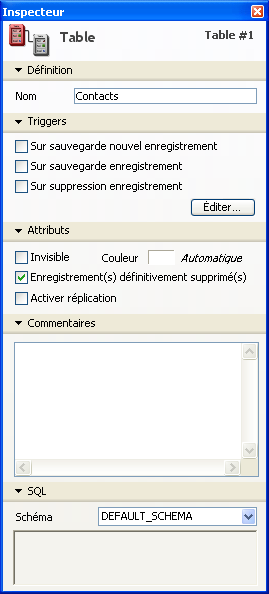 Inspecteur
Table
Table #1
Définition
Nom Contacts
Triggers
Sur sauvegarde nouvel enregistrement
Sur sauvegarde enregistrement
Sur suppression enregistrement
Éditer...
Attributs
Invisible Couleur Automatique
Enregistrement(s) définitivement supprimé(s)
Activer réplication
Commentaires
SQL
Schéma DEFAULT_SCHEMA